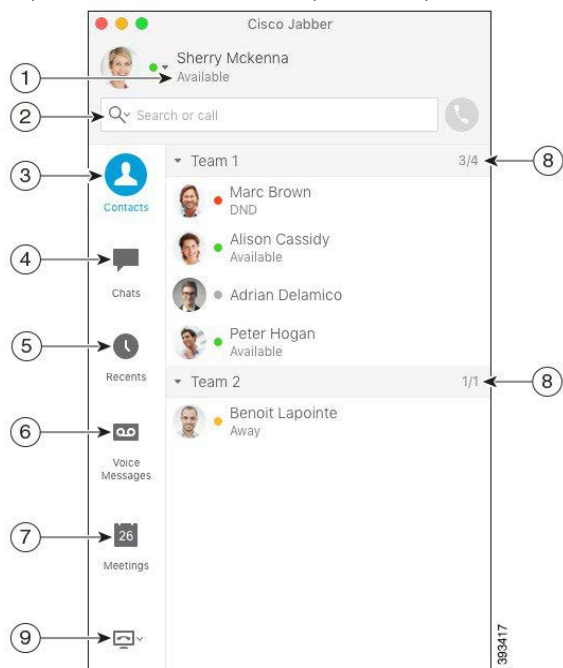 Cisco Jabber
Sherry Mckenna
1
Available
2
Search or call
3
Team 1 3/4
8
Contacts
Marc Brown
DND
4
Alison Cassidy
Available
Chats
Adrian Delamico
5
Peter Hogan
Available
Recents
Team 2 1/1
8
6
Benoit Lapointe
Away
Voice
Messages
7
26
Meetings
9
393417